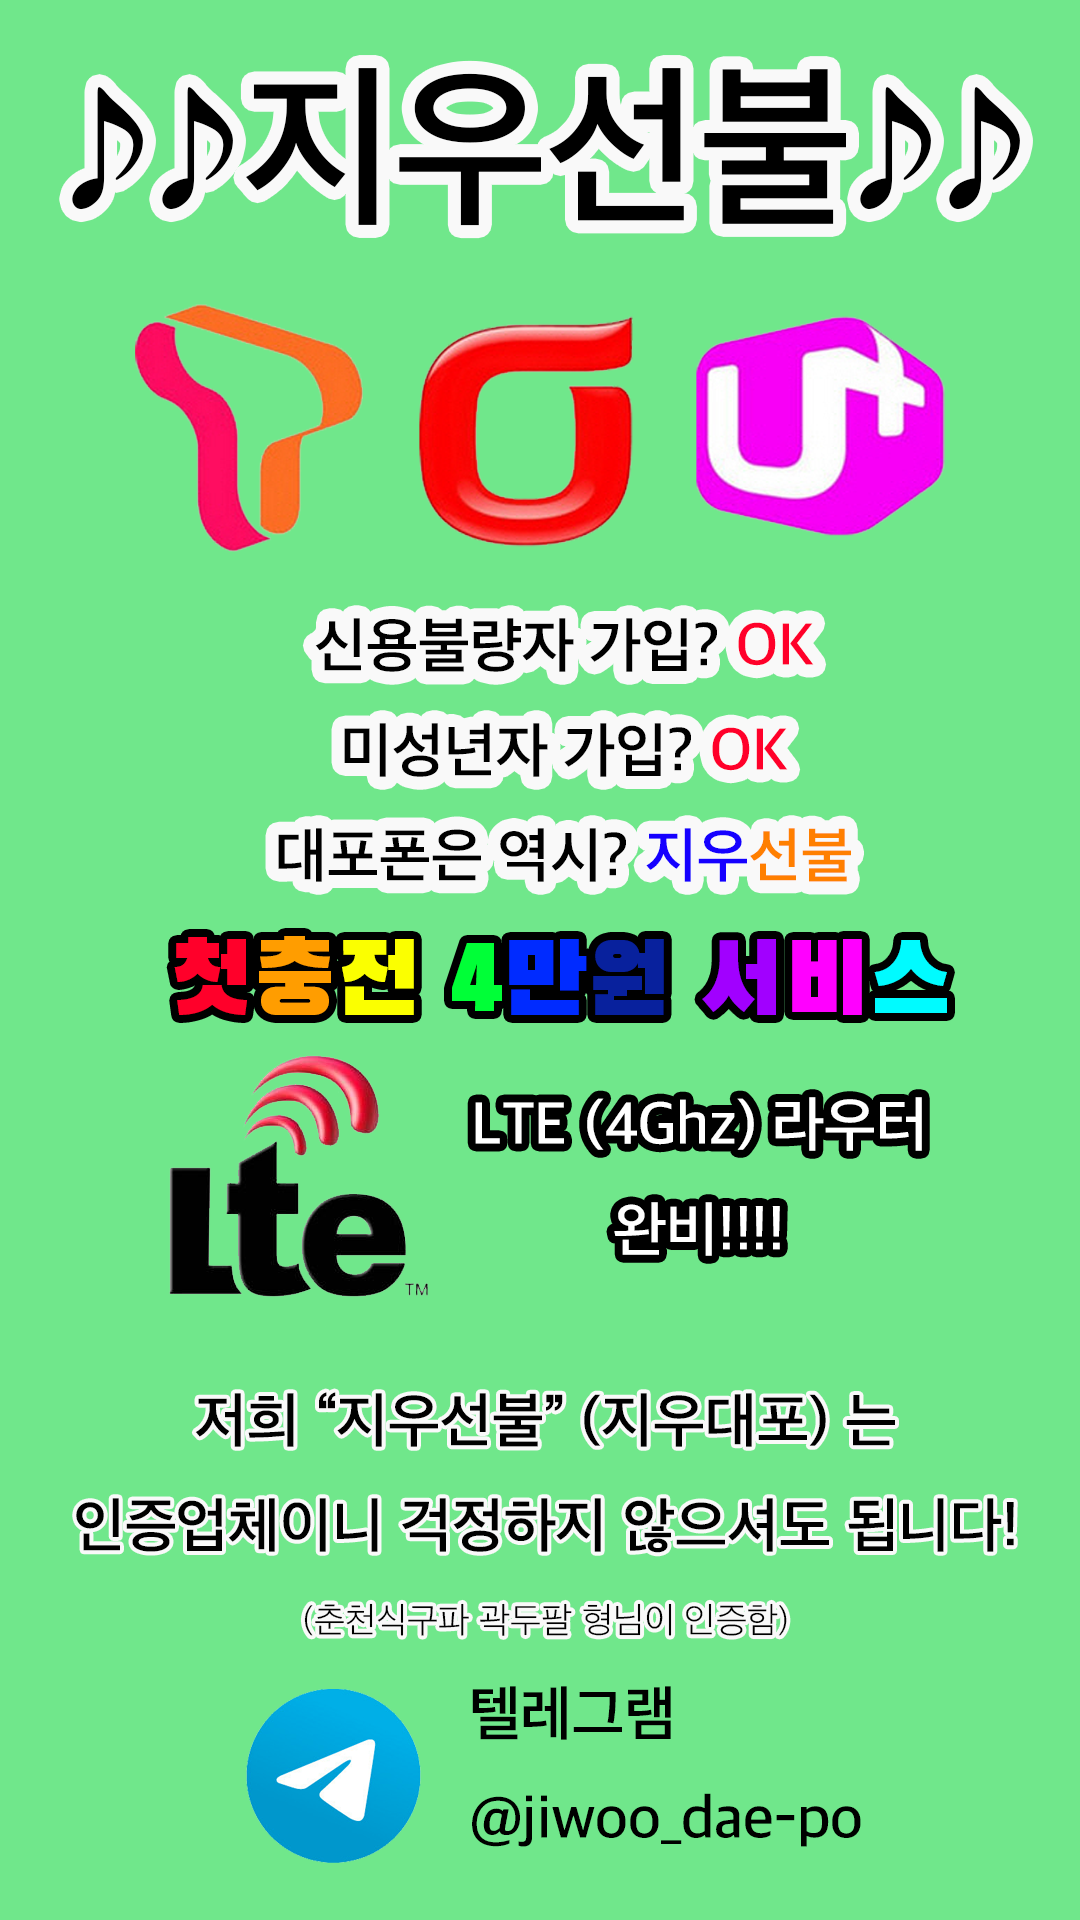 ♪♪지우선불♪♪
U+
신용불량자 가입? OK
미성년자 가입? OK
대포폰은 역시? 지우선불
첫충전 4만원 서비스
Lte™
LTE (4Ghz) 라우터
완비!!!!
저희 “지우선불” (지우대포) 는
인증업체이니 걱정하지 않으셔도 됩니다!
(춘천식구파 곽두팔 형님이 인증함)
텔레그램
@jiwoo_dae-po